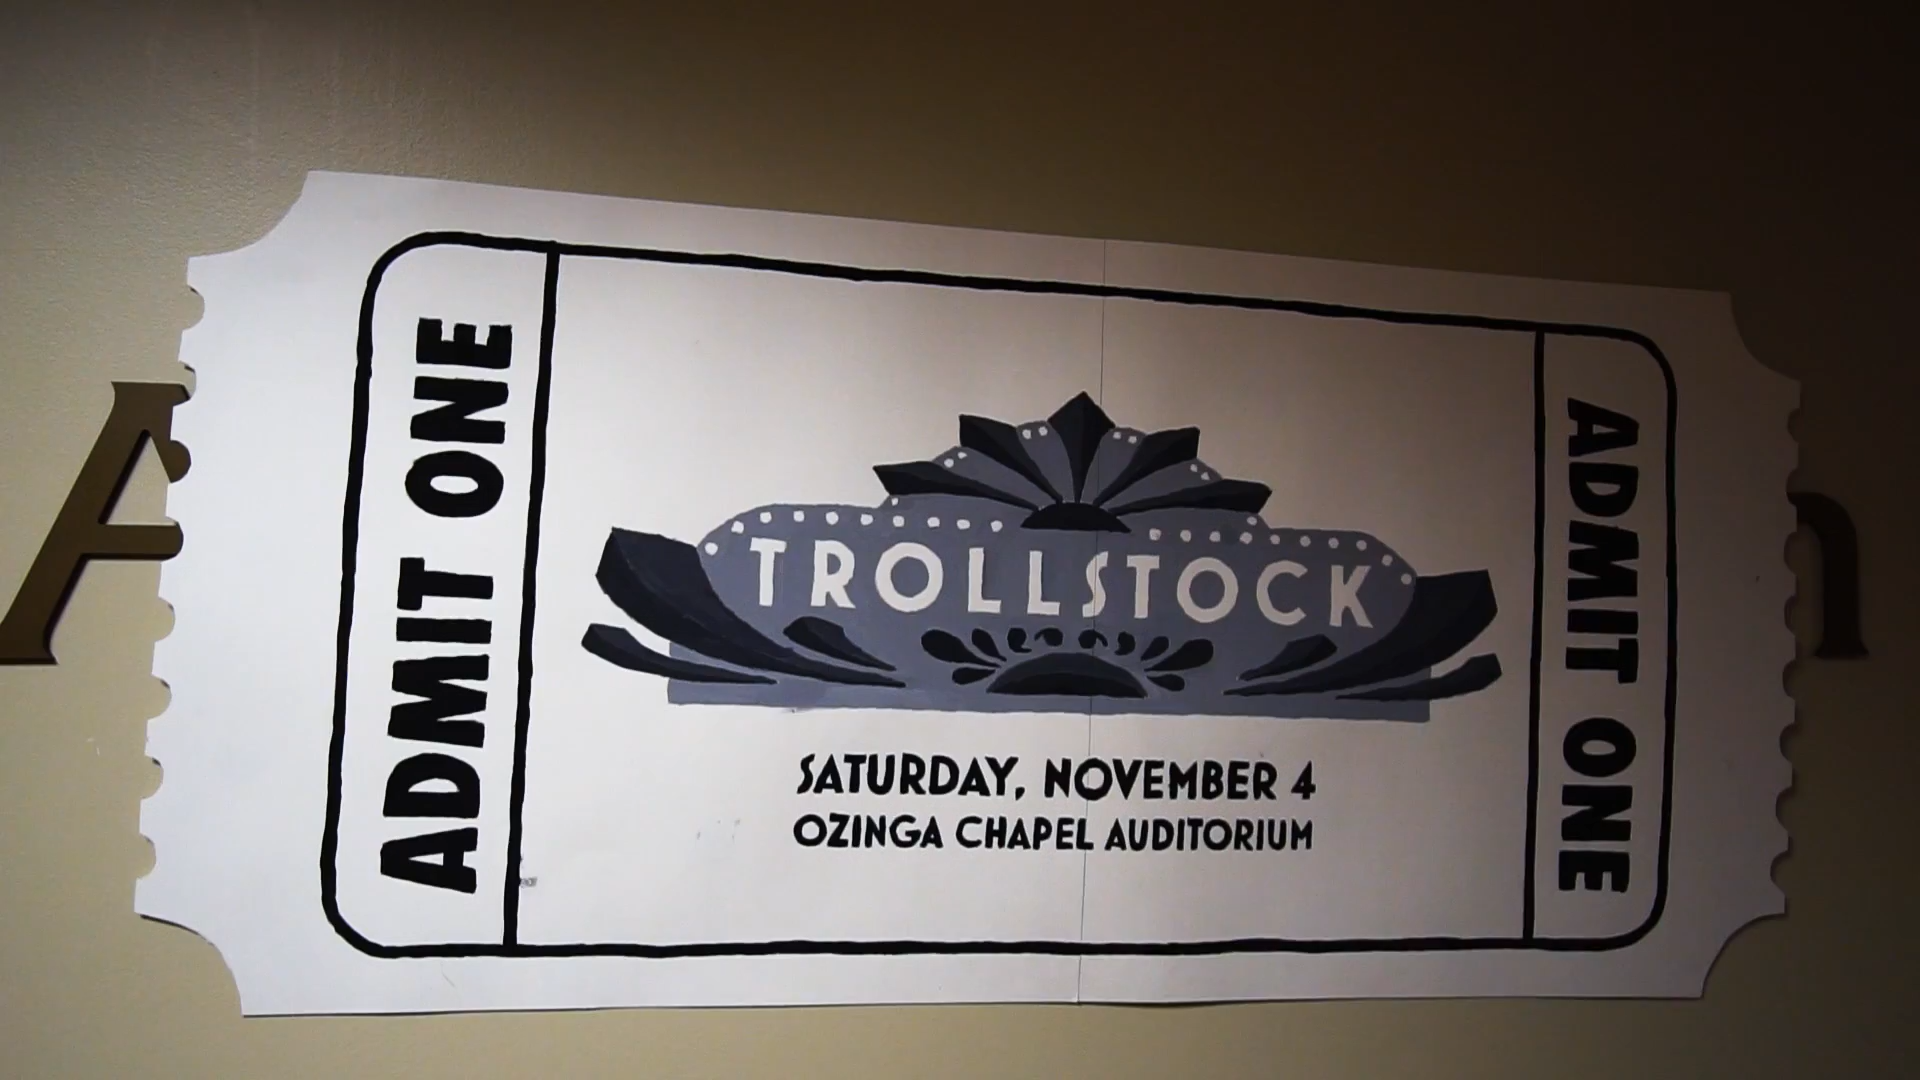 ADMIT ONE
TROLLSTOCK
SATURDAY, NOVEMBER 4
OZINGA CHAPEL AUDITORIUM
ADMIT ONE